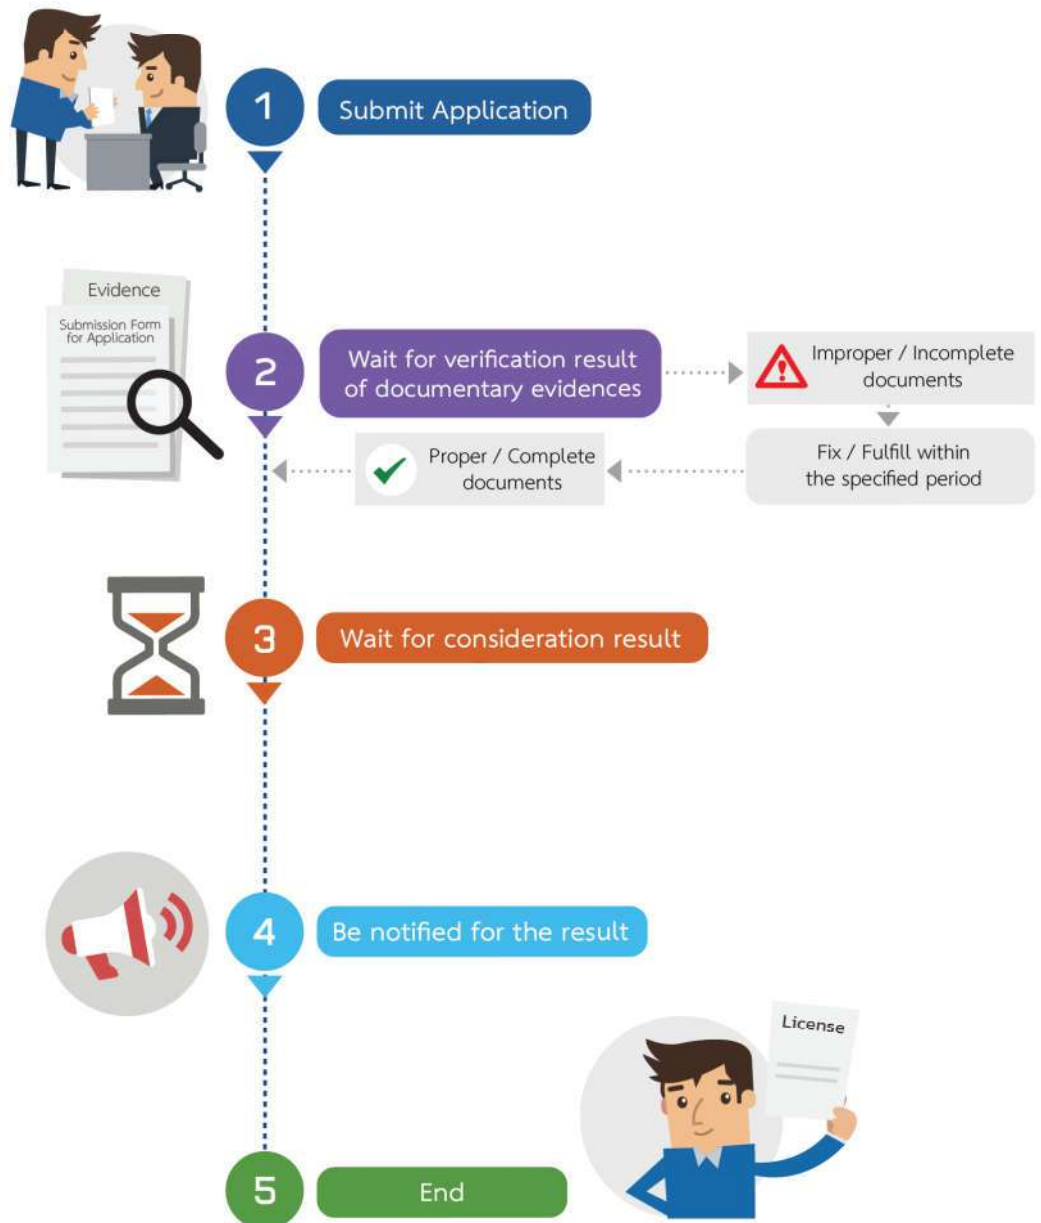 1
Submit Application
Evidence
Submission Form
for Application
2
Wait for verification result
of documentary evidences
Improper / Incomplete
documents
Fix / Fulfill within
the specified period
Proper / Complete
documents
3
Wait for consideration result
4
Be notified for the result
License
5
End